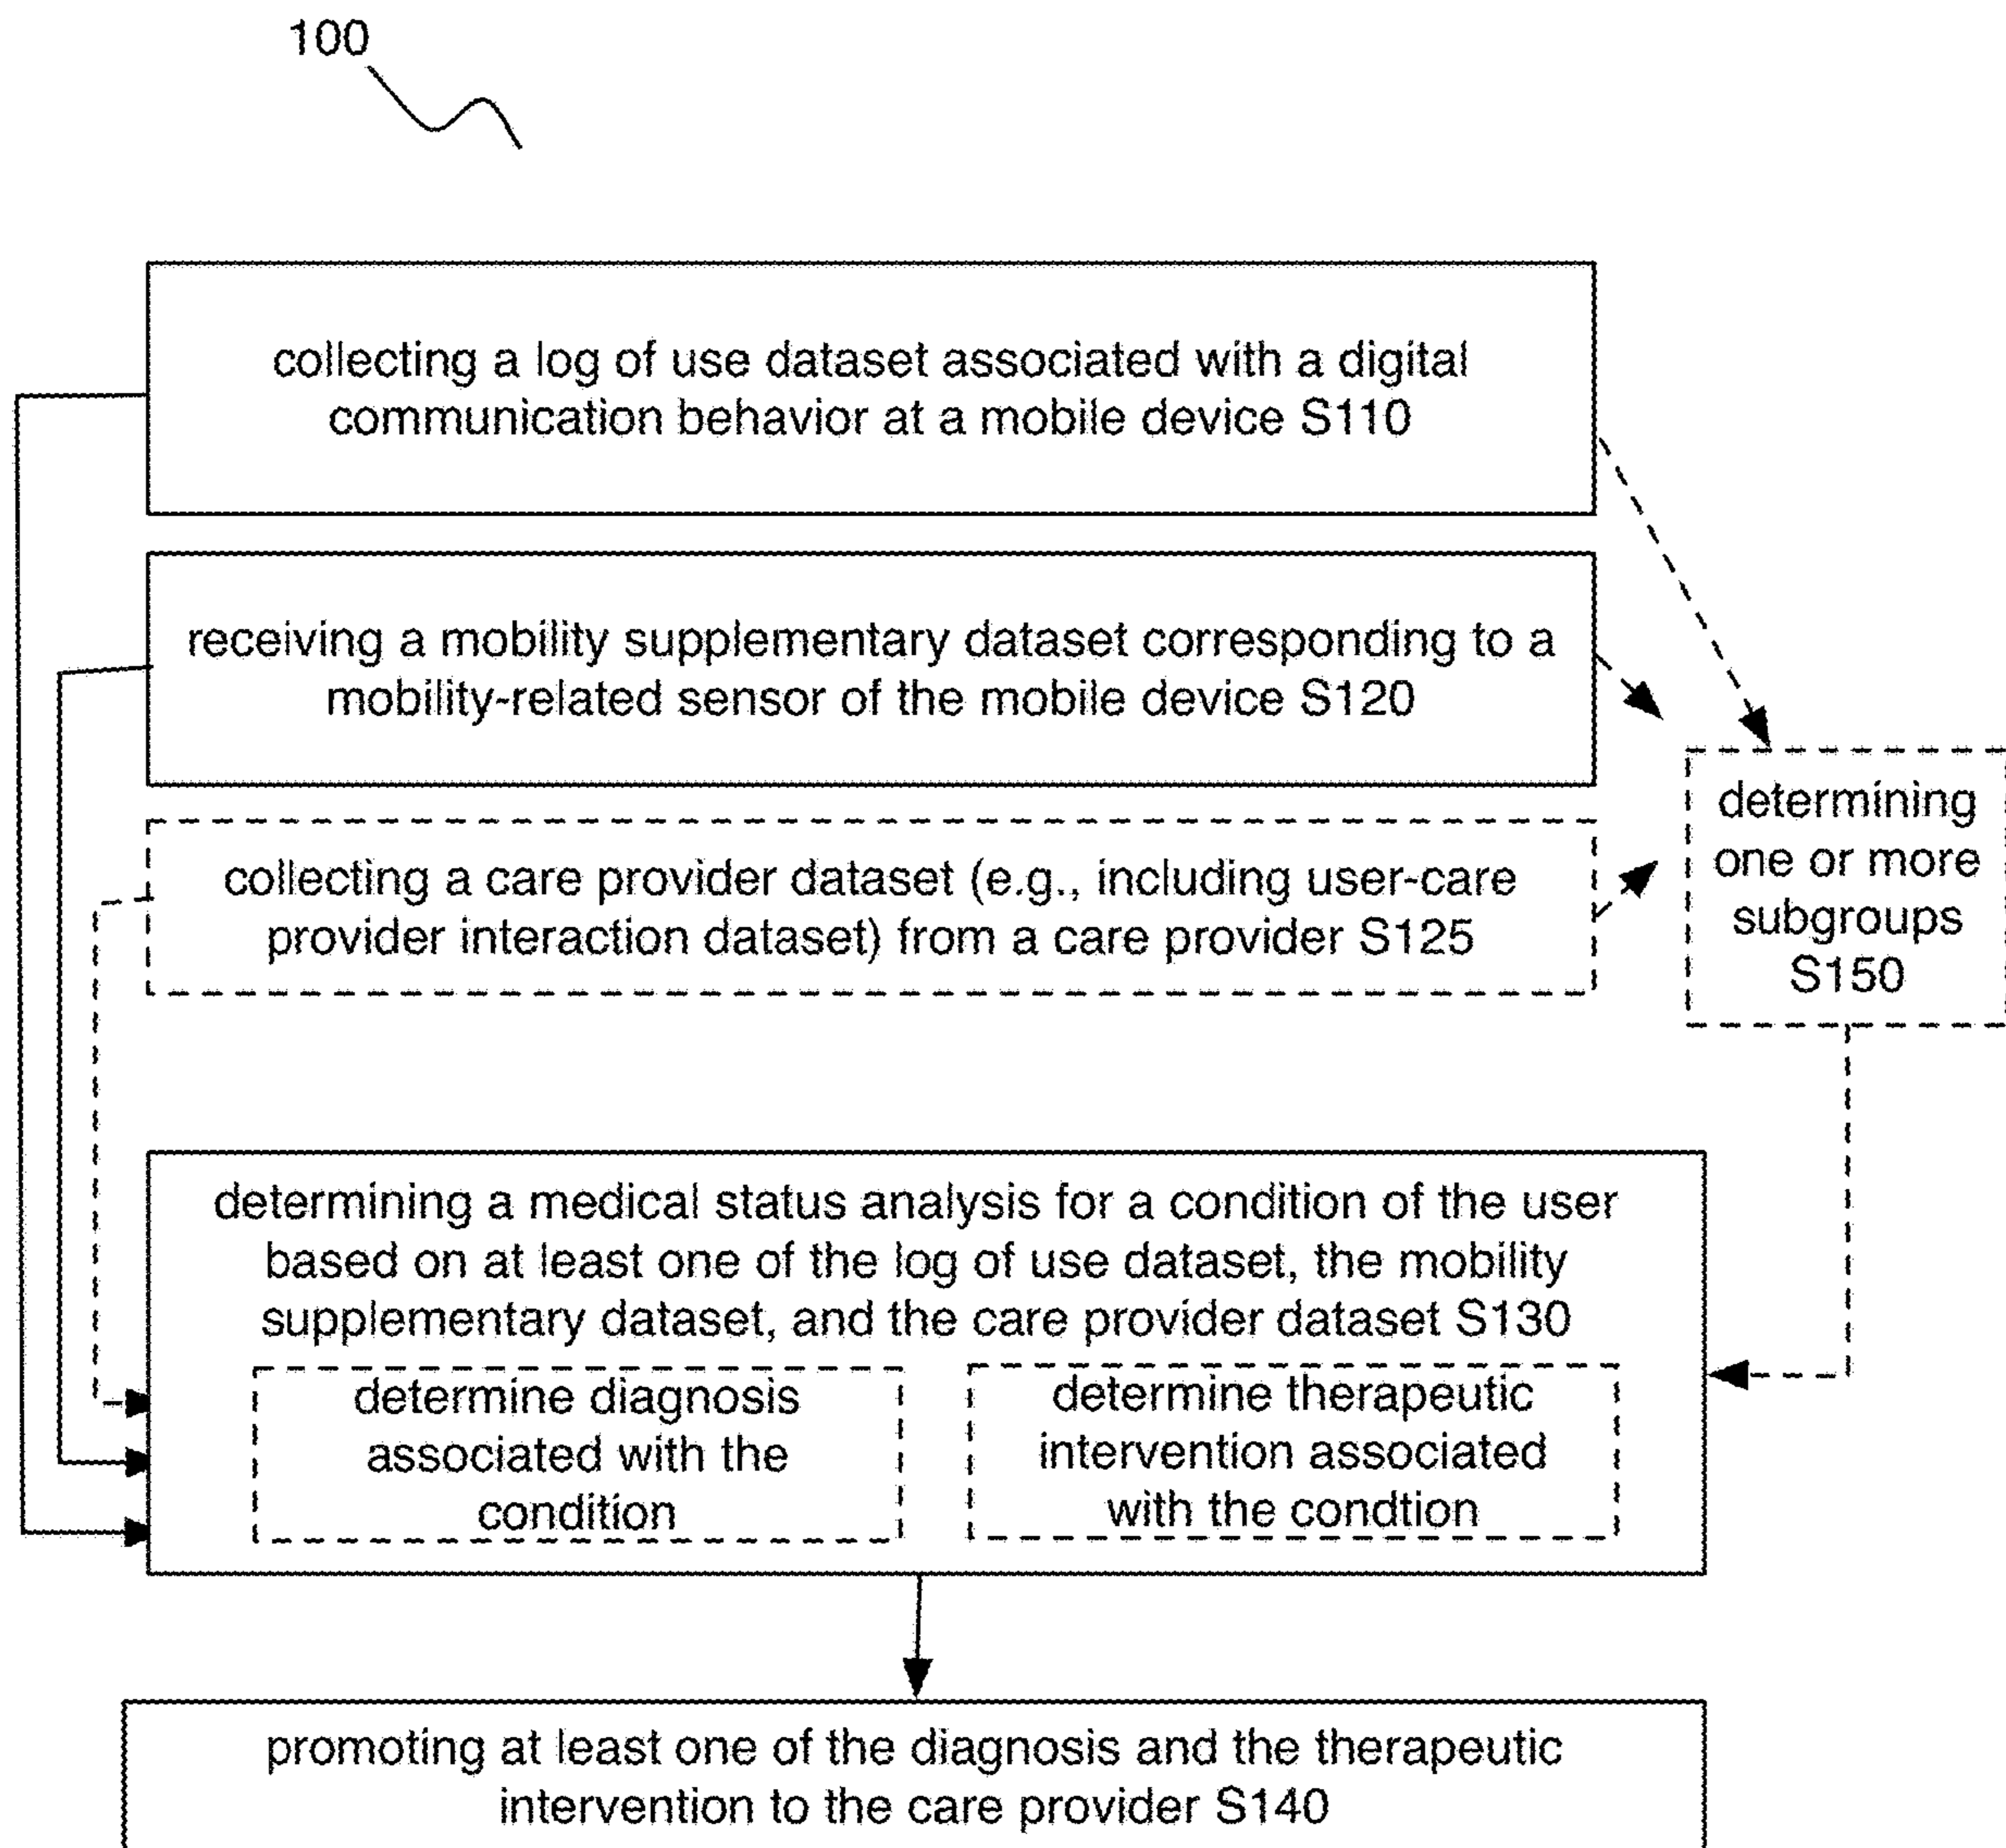 100
collecting a log of use dataset associated with a digital
communication behavior at a mobile device S110
receiving a mobility supplementary dataset corresponding to a
mobility-related sensor of the mobile device S120
collecting a care provider dataset (e.g., including user-care
provider interaction dataset) from a care provider S125
determining
one or more
subgroups
S150
determining a medical status analysis for a condition of the user
based on at least one of the log of use dataset, the mobility
supplementary dataset, and the care provider dataset S130
determine diagnosis
associated with the
condition
determine therapeutic
intervention associated
with the condtion
promoting at least one of the diagnosis and the therapeutic
intervention to the care provider S140